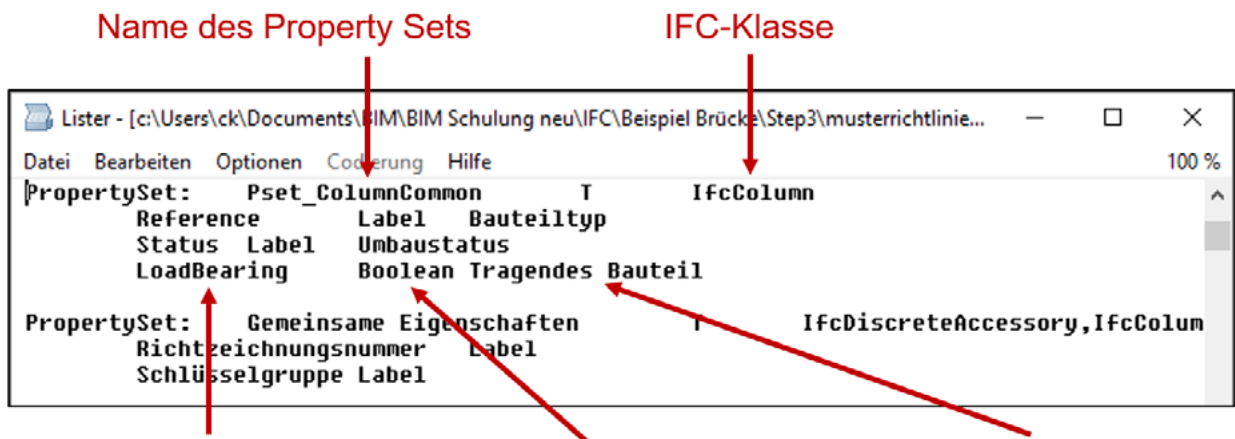 Name des Property Sets
IFC-Klasse
Lister - [c:\Users\ck\Documents\BIM\BIM Schulung neu\IFC\Beispiel Brücke\Step3\musterrichtlinie...
Datei Bearbeiten Optionen Codierung Hilfe 100 %
PropertySet: Pset_ColumnCommon T IfcColumn
Reference Label Bauteiltyp
Status Label Umbaustatus
LoadBearing Boolean Tragendes Bauteil
PropertySet: Gemeinsame Eigenschaften T IfcDiscreteAccessory,IfcColum
Richtzeichnungsnummer Label
Schlüsselgruppe Label